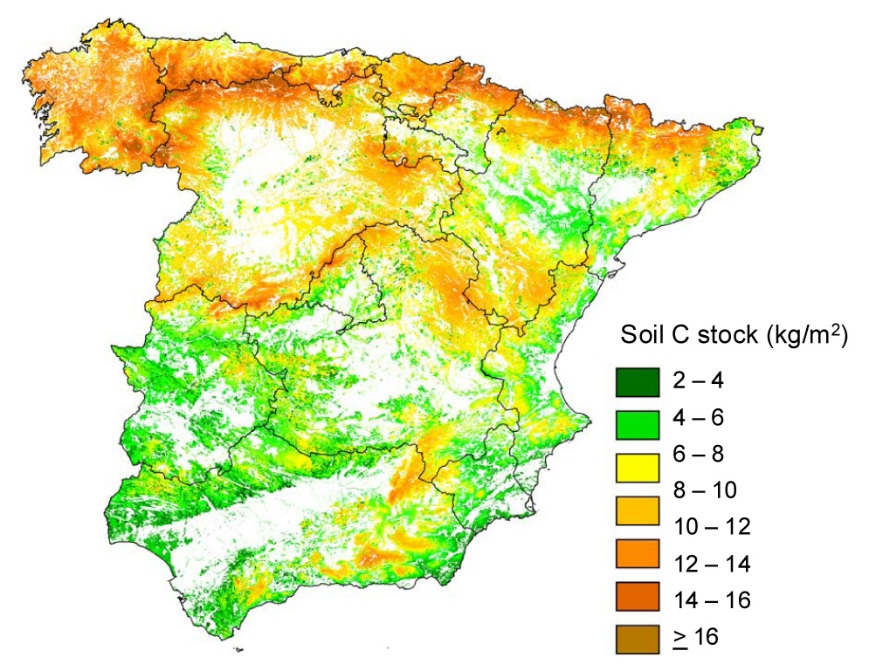 Soil C stock (kg/m²)
2 – 4
4 – 6
6 – 8
8 – 10
10 – 12
12 – 14
14 – 16
≥ 16